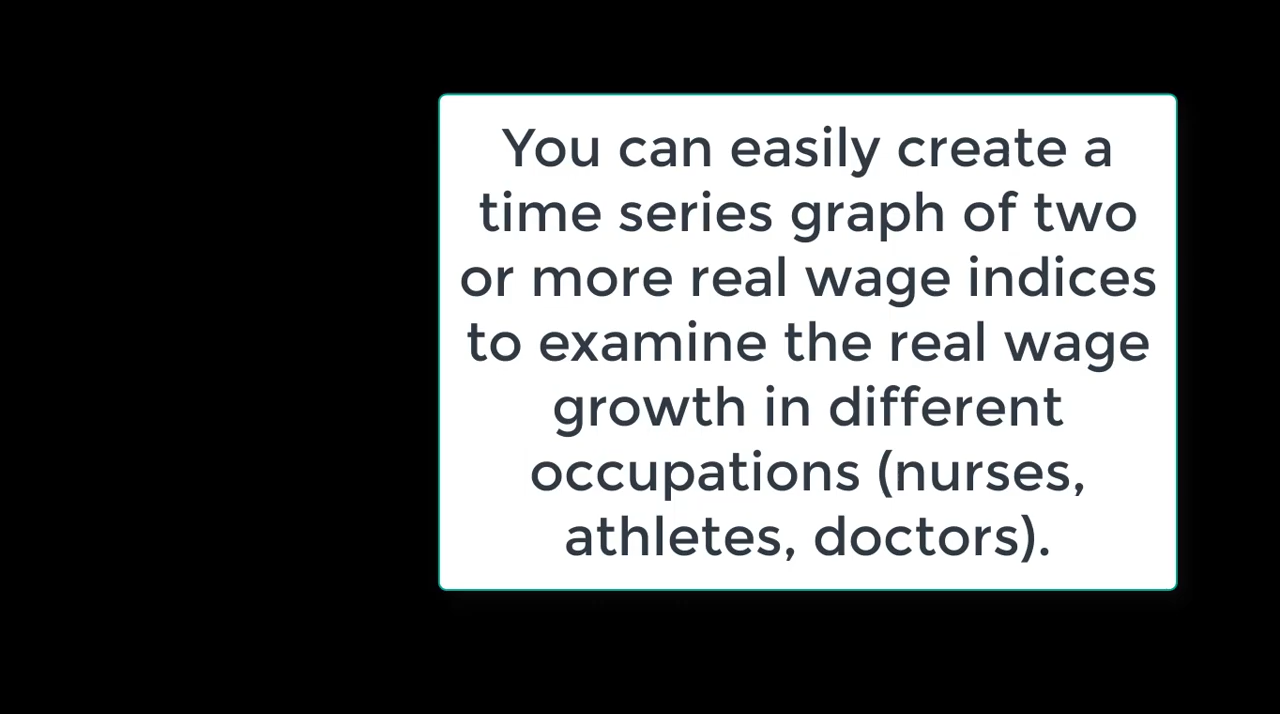 You can easily create a
time series graph of two
or more real wage indices
to examine the real wage
growth in different
occupations (nurses,
athletes, doctors).